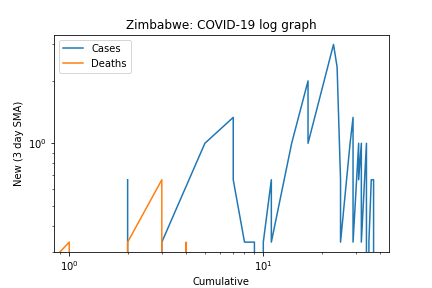 Zimbabwe: COVID-19 log graph
Cases
Deaths
New (3 day SMA)
10⁰
10⁰
10¹
Cumulative